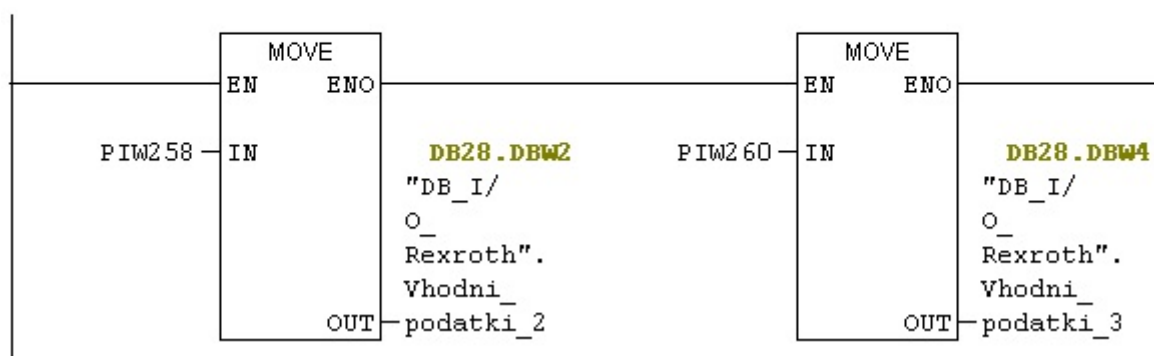 MOVE
EN ENO
PIW258 IN
DB28.DBW2
"DB_I/
O_
Rexroth".
Vhodni_
OUT podatki_2
MOVE
EN ENO
PIW260 IN
DB28.DBW4
"DB_I/
O_
Rexroth".
Vhodni_
OUT podatki_3